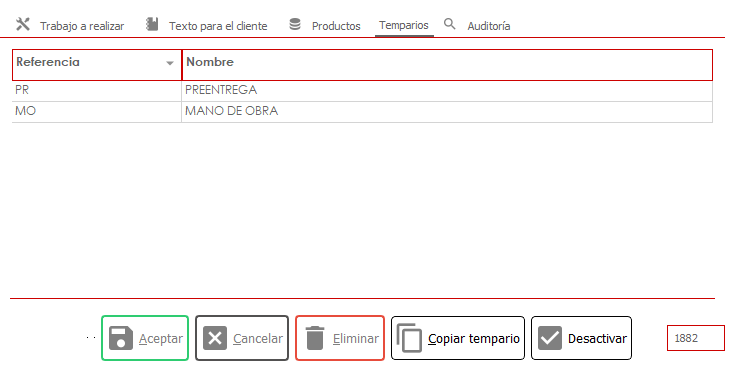 Trabajo a realizar Texto para el cliente Productos Temparios Auditoría
Referencia Nombre
PR PREENTREGA
MO MANO DE OBRA
Aceptar Cancelar Eliminar Copiar tempario Desactivar 1882